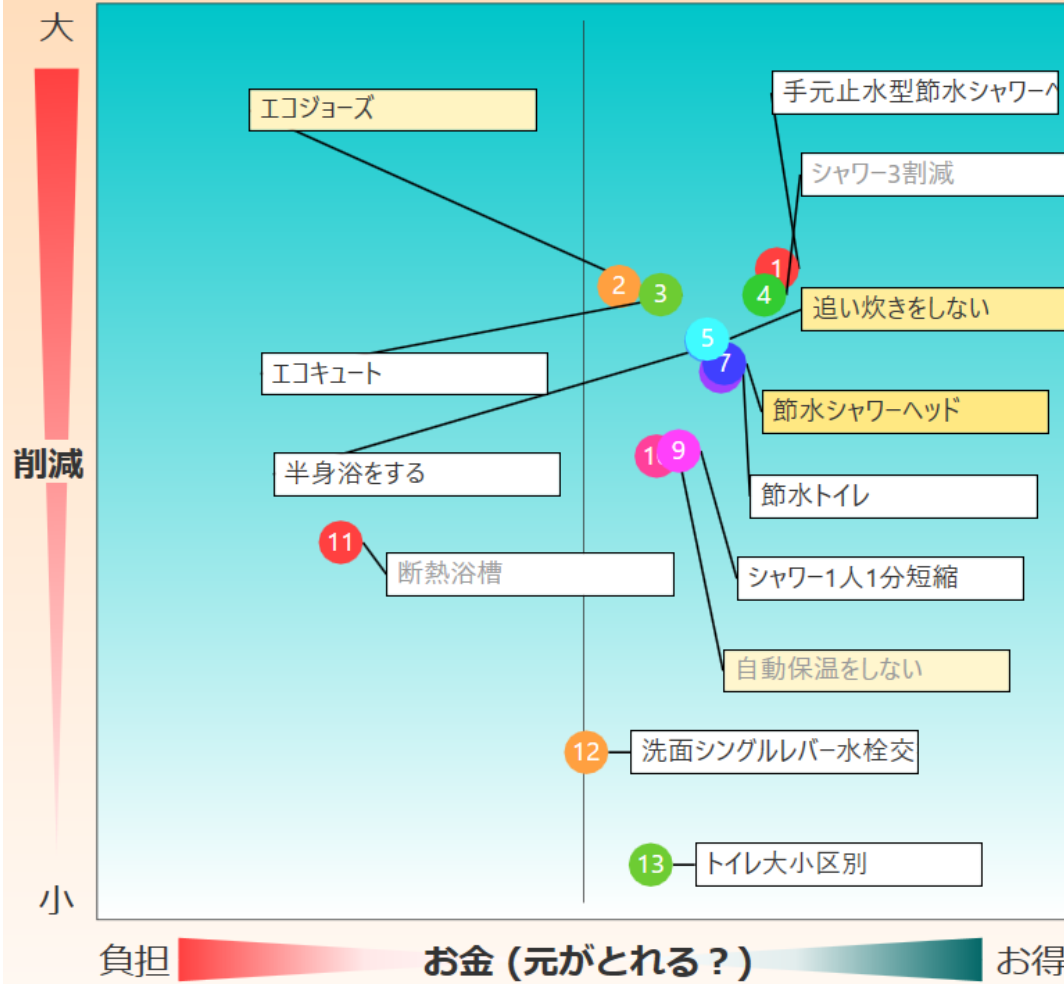 大
手元止水型節水シャワーヘ
エコジョーズ
シャワー3割減
1
2
3
4
追い炊きをしない
5
エコキュート
7
節水シャワーヘッド
9
半身浴をする
削減
節水トイレ
11
断熱浴槽
シャワー1人1分短縮
自動保温をしない
12
洗面シングルレバー水栓交
13
トイレ大小区別
小
負担
お金 (元がとれる？)
お得